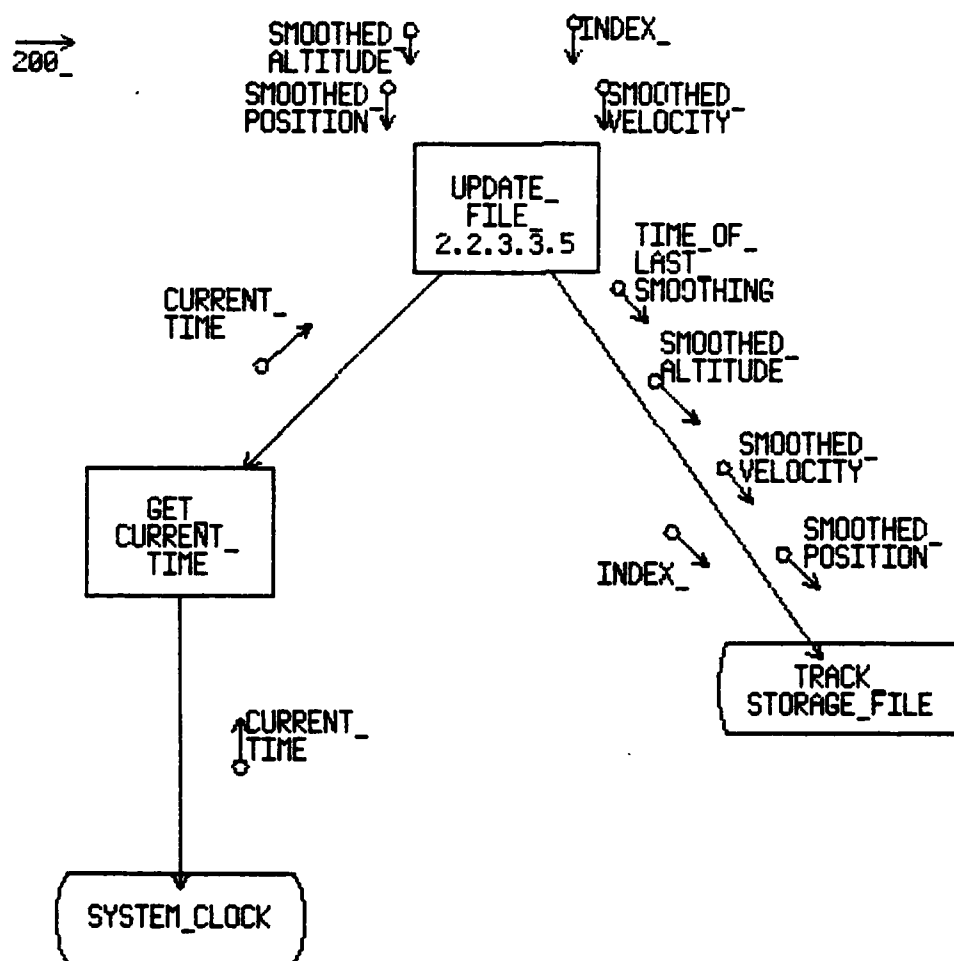 200_
SMOOTHED_
ALTITUDE
INDEX_
SMOOTHED_
POSITION
SMOOTHED_
VELOCITY
UPDATE_
FILE_
2.2.3.3.5
TIME_OF_
LAST_
SMOOTHING
CURRENT_
TIME
SMOOTHED_
ALTITUDE
SMOOTHED_
VELOCITY
GET_
CURRENT_
TIME
SMOOTHED_
POSITION
INDEX_
TRACK_
STORAGE_FILE
CURRENT_
TIME
SYSTEM_CLOCK